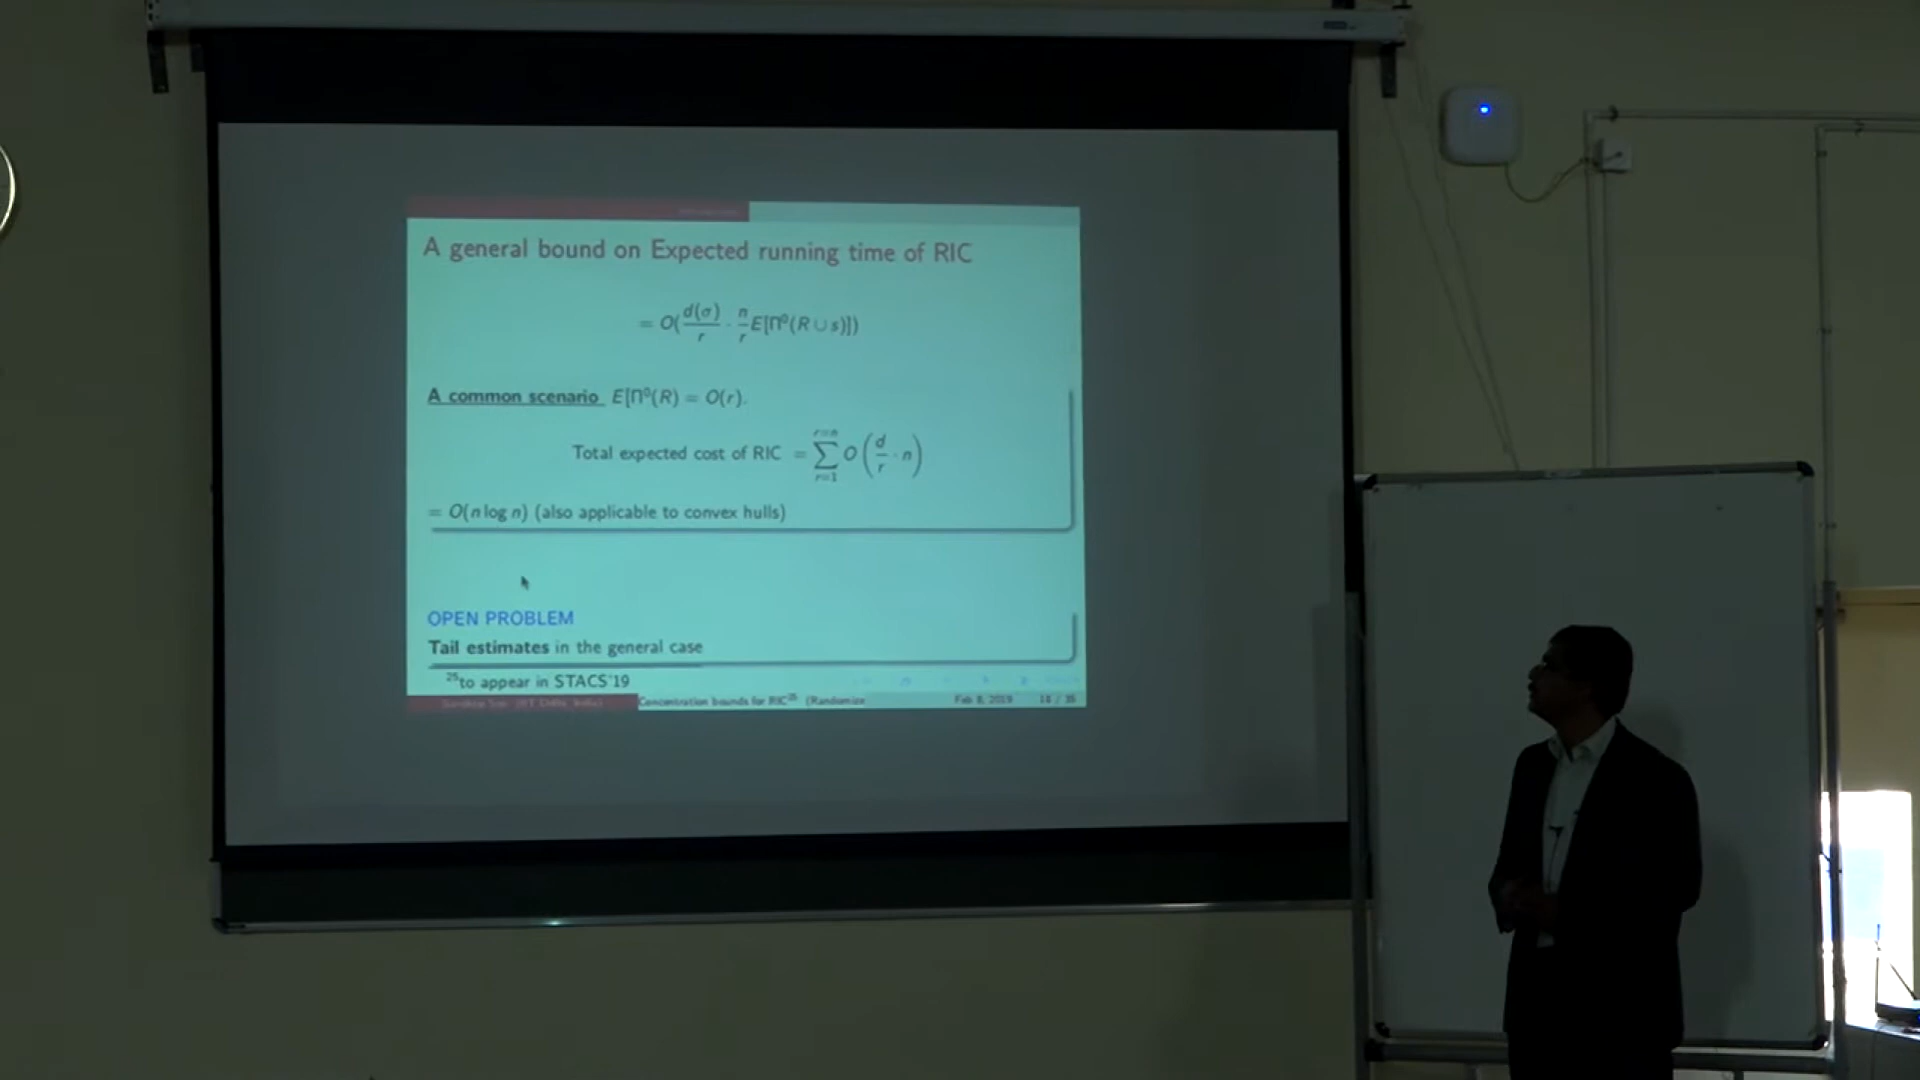 A general bound on Expected running time of RIC
= O(d(σ)/r · n/r E[Π⁰(R ∪ s)])
A common scenario E[Π⁰(R) = O(r).
Total expected cost of RIC = ∑_{r=1}^{r=n} O(d/r · n)
= O(n log n) (also applicable to convex hulls)
OPEN PROBLEM
Tail estimates in the general case
²⁵to appear in STACS'19
Concentration bounds for RIC²⁵ (Randomize Feb 8, 2019